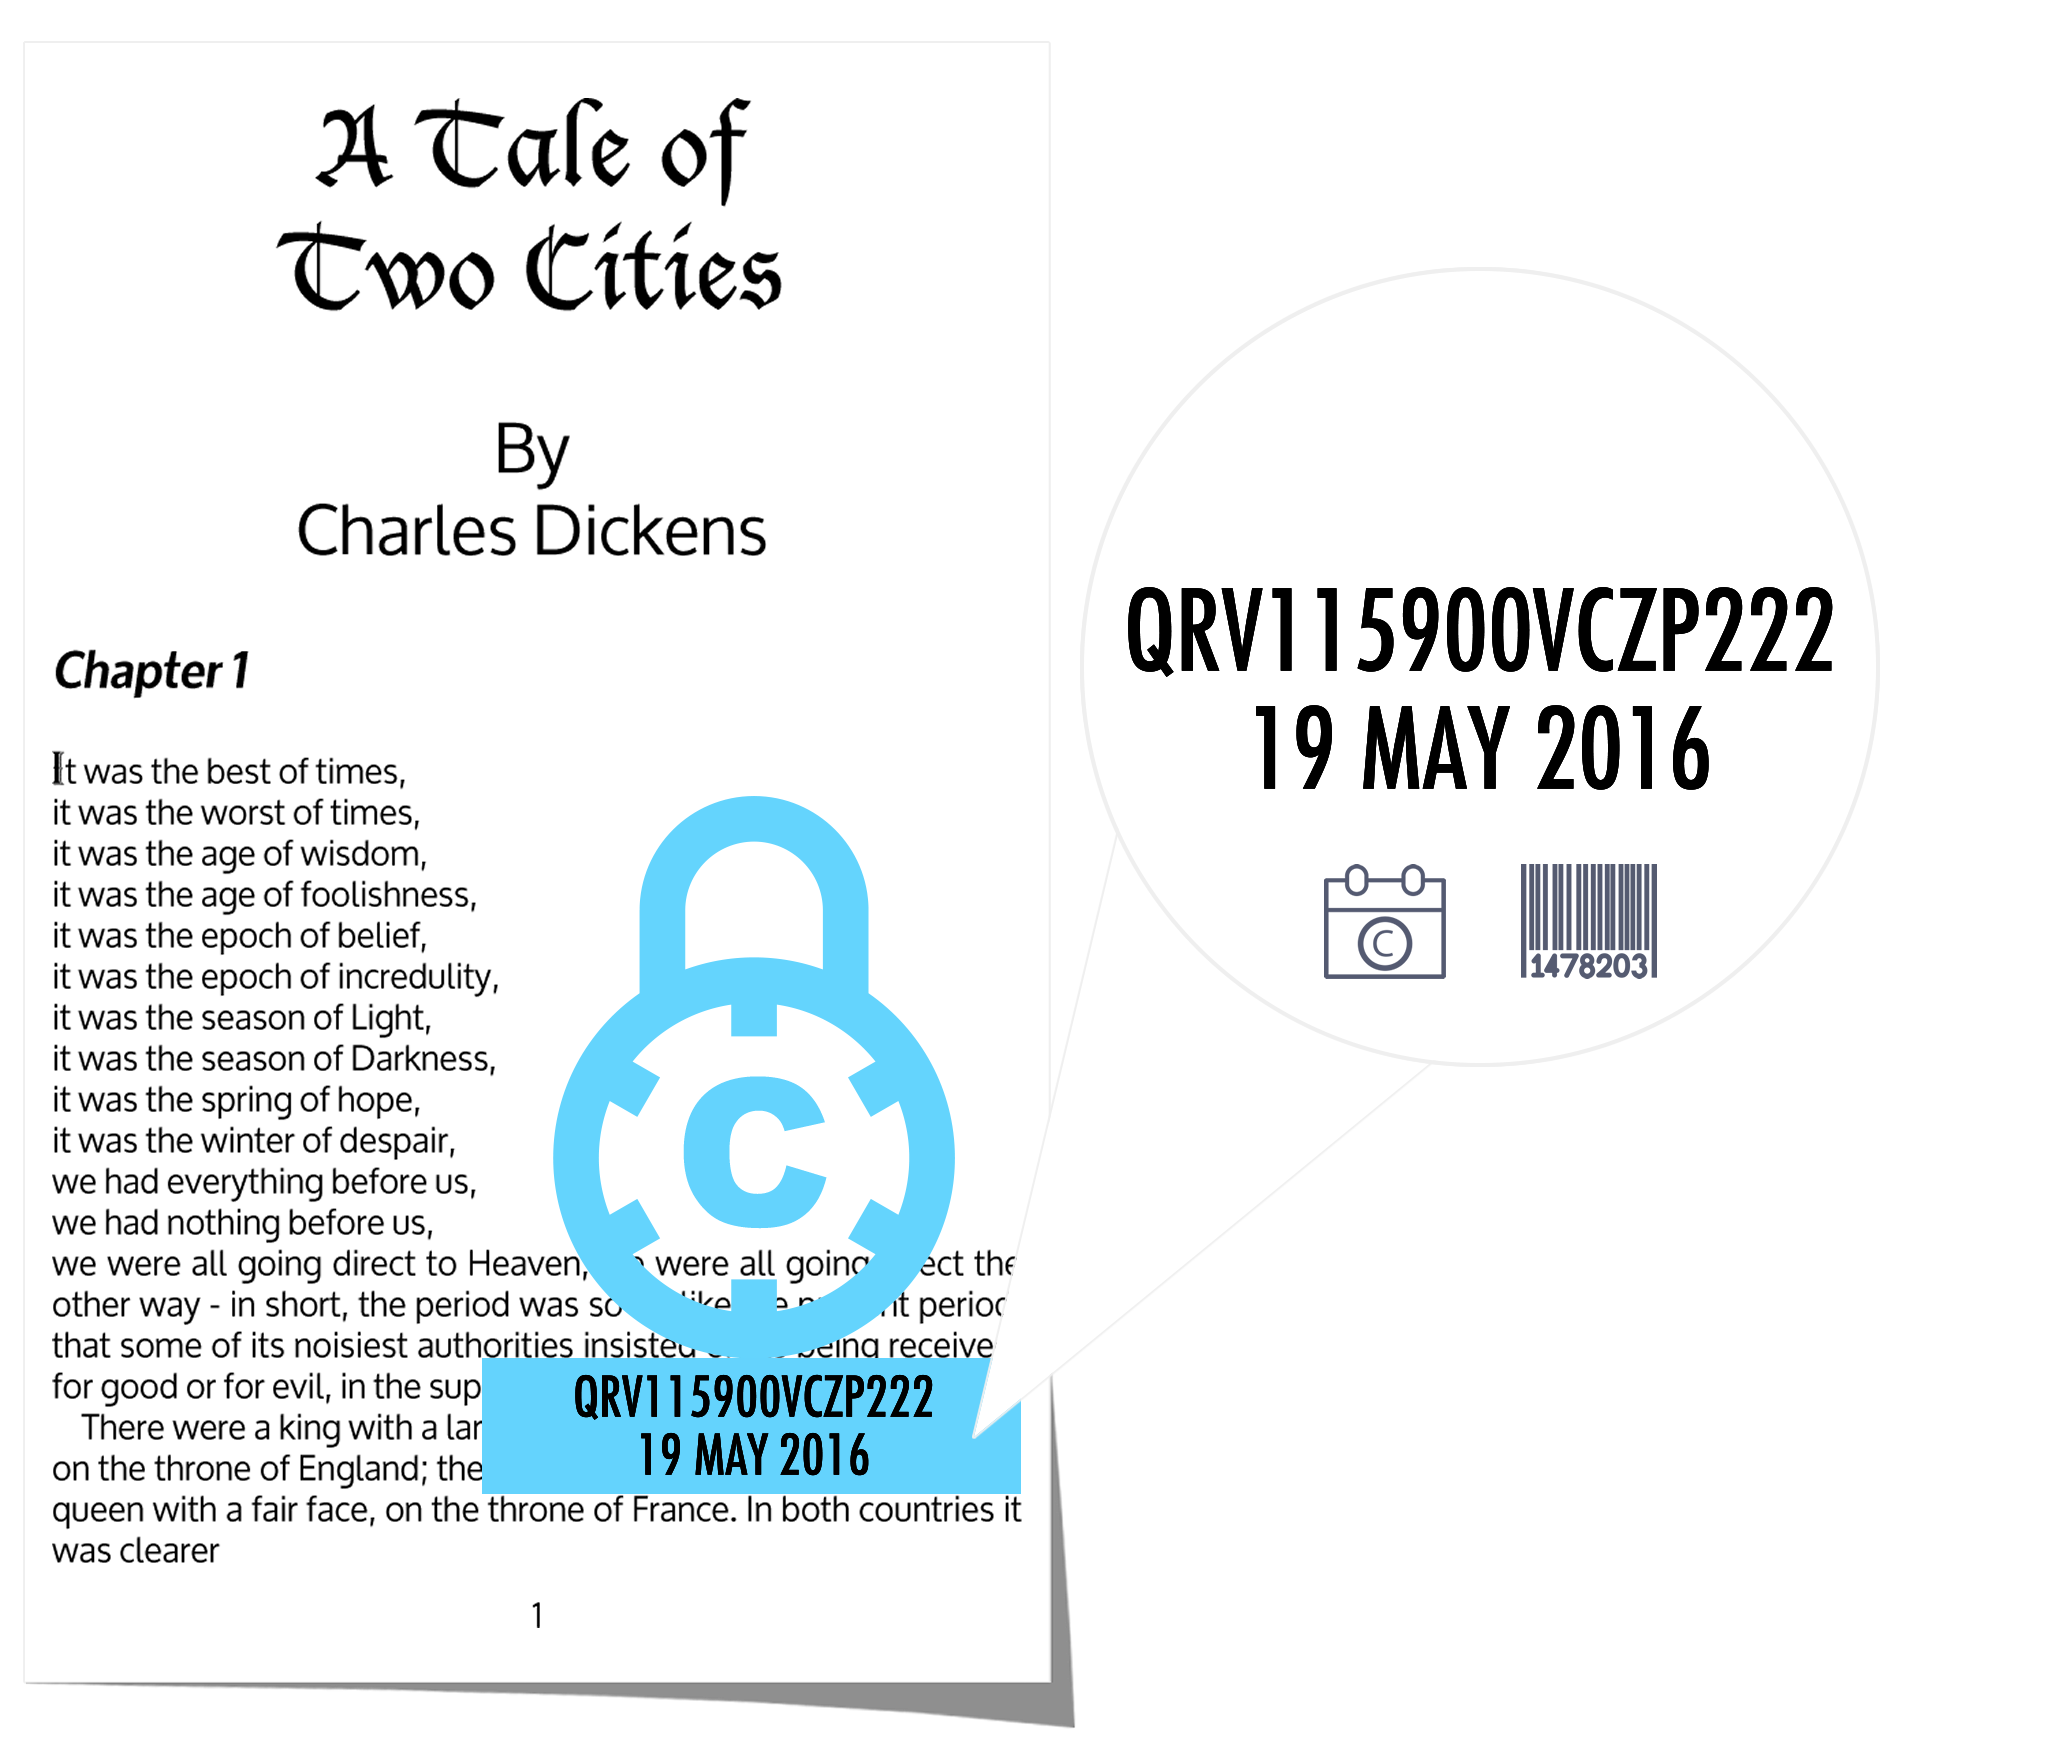 A Tale of
Two Cities
By
Charles Dickens
Chapter 1
It was the best of times,
it was the worst of times,
it was the age of wisdom,
it was the age of foolishness,
it was the epoch of belief,
it was the epoch of incredulity,
it was the season of Light,
it was the season of Darkness,
it was the spring of hope,
it was the winter of despair,
we had everything before us,
we had nothing before us,
we were all going direct to Heaven, were all going the
other way - in short, the period was period
that some of its noisiest authorities insisted being
for good or for evil, in the
There were a king with a
on the throne of England;
queen with a fair face, on the throne of France. In both countries it
was clearer
1
C
QRV115900VCZP222
19 MAY 2016
QRV115900VCZP222
19 MAY 2016
©
1478203